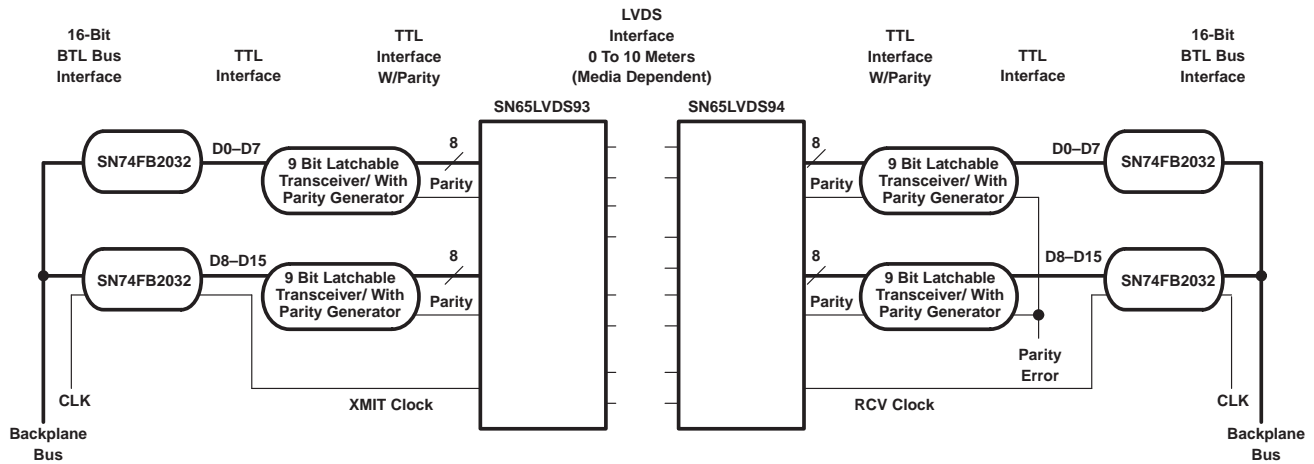 16-Bit
BTL Bus
Interface
TTL
Interface
TTL
Interface
W/Parity
LVDS
Interface
0 To 10 Meters
(Media Dependent)
TTL
Interface
W/Parity
TTL
Interface
16-Bit
BTL Bus
Interface
SN65LVDS93
SN65LVDS94
SN74FB2032
D0–D7
9 Bit Latchable
Transceiver/ With
Parity Generator
8
Parity
8
Parity
9 Bit Latchable
Transceiver/ With
Parity Generator
D0–D7
SN74FB2032
SN74FB2032
D8–D15
9 Bit Latchable
Transceiver/ With
Parity Generator
8
Parity
8
Parity
9 Bit Latchable
Transceiver/ With
Parity Generator
D8–D15
SN74FB2032
Parity
Error
CLK
XMIT Clock
RCV Clock
CLK
Backplane
Bus
Backplane
Bus